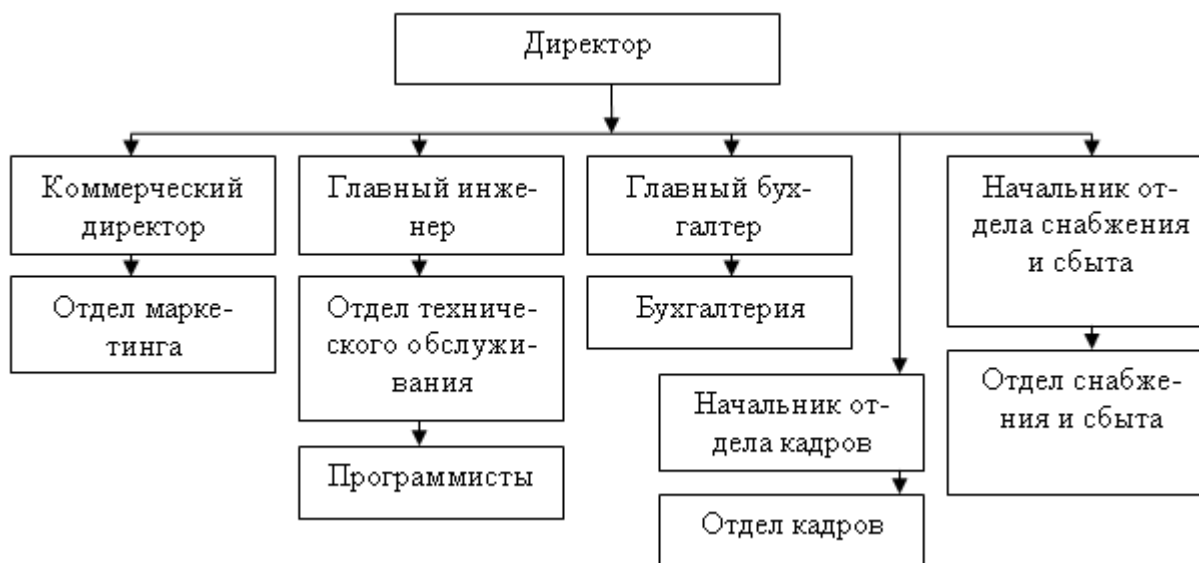 Директор
Коммерческий
директор
Главный инже-
нер
Главный бух-
галтер
Начальник от-
дела снабжения
и сбыта
Отдел марке-
тинга
Отдел техниче-
ского обслужи-
вания
Бухгалтерия
Начальник от-
дела кадров
Отдел снабже-
ния и сбыта
Программисты
Отдел кадров